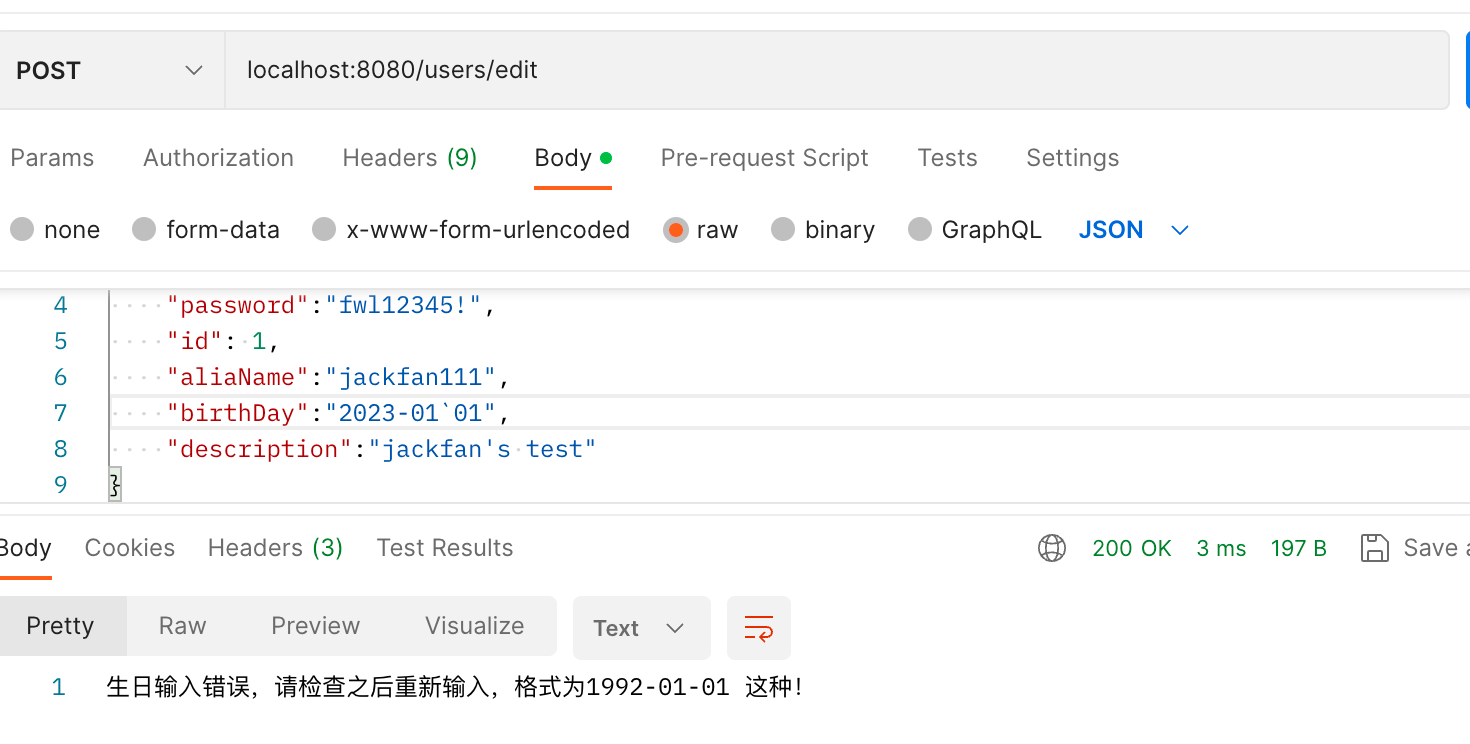 POST localhost:8080/users/edit
Params Authorization Headers (9) Body Pre-request Script Tests Settings
none form-data x-www-form-urlencoded raw binary GraphQL JSON
4 "password":"fwl12345!",
5 "id": 1,
6 "aliaName":"jackfan111",
7 "birthDay":"2023-01`01",
8 "description":"jackfan's test"
9 }
Body Cookies Headers (3) Test Results 200 OK 3 ms 197 B Save a
Pretty Raw Preview Visualize Text
1 生日输入错误，请检查之后重新输入，格式为1992-01-01 这种！